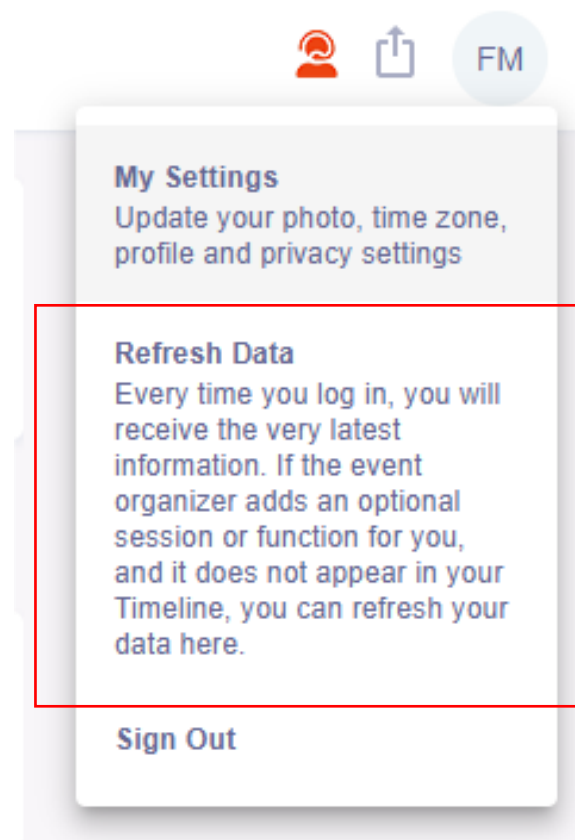 FM
My Settings
Update your photo, time zone,
profile and privacy settings
Refresh Data
Every time you log in, you will
receive the very latest
information. If the event
organizer adds an optional
session or function for you,
and it does not appear in your
Timeline, you can refresh your
data here.
Sign Out